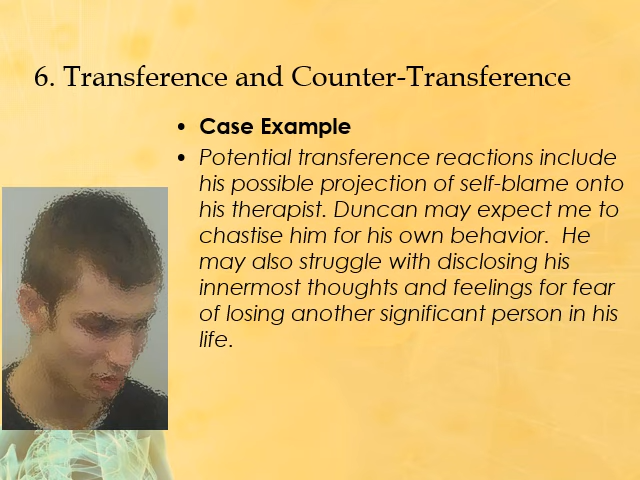 6. Transference and Counter-Transference
• Case Example
• Potential transference reactions include
his possible projection of self-blame onto
his therapist. Duncan may expect me to
chastise him for his own behavior.  He
may also struggle with disclosing his
innermost thoughts and feelings for fear
of losing another significant person in his
life.